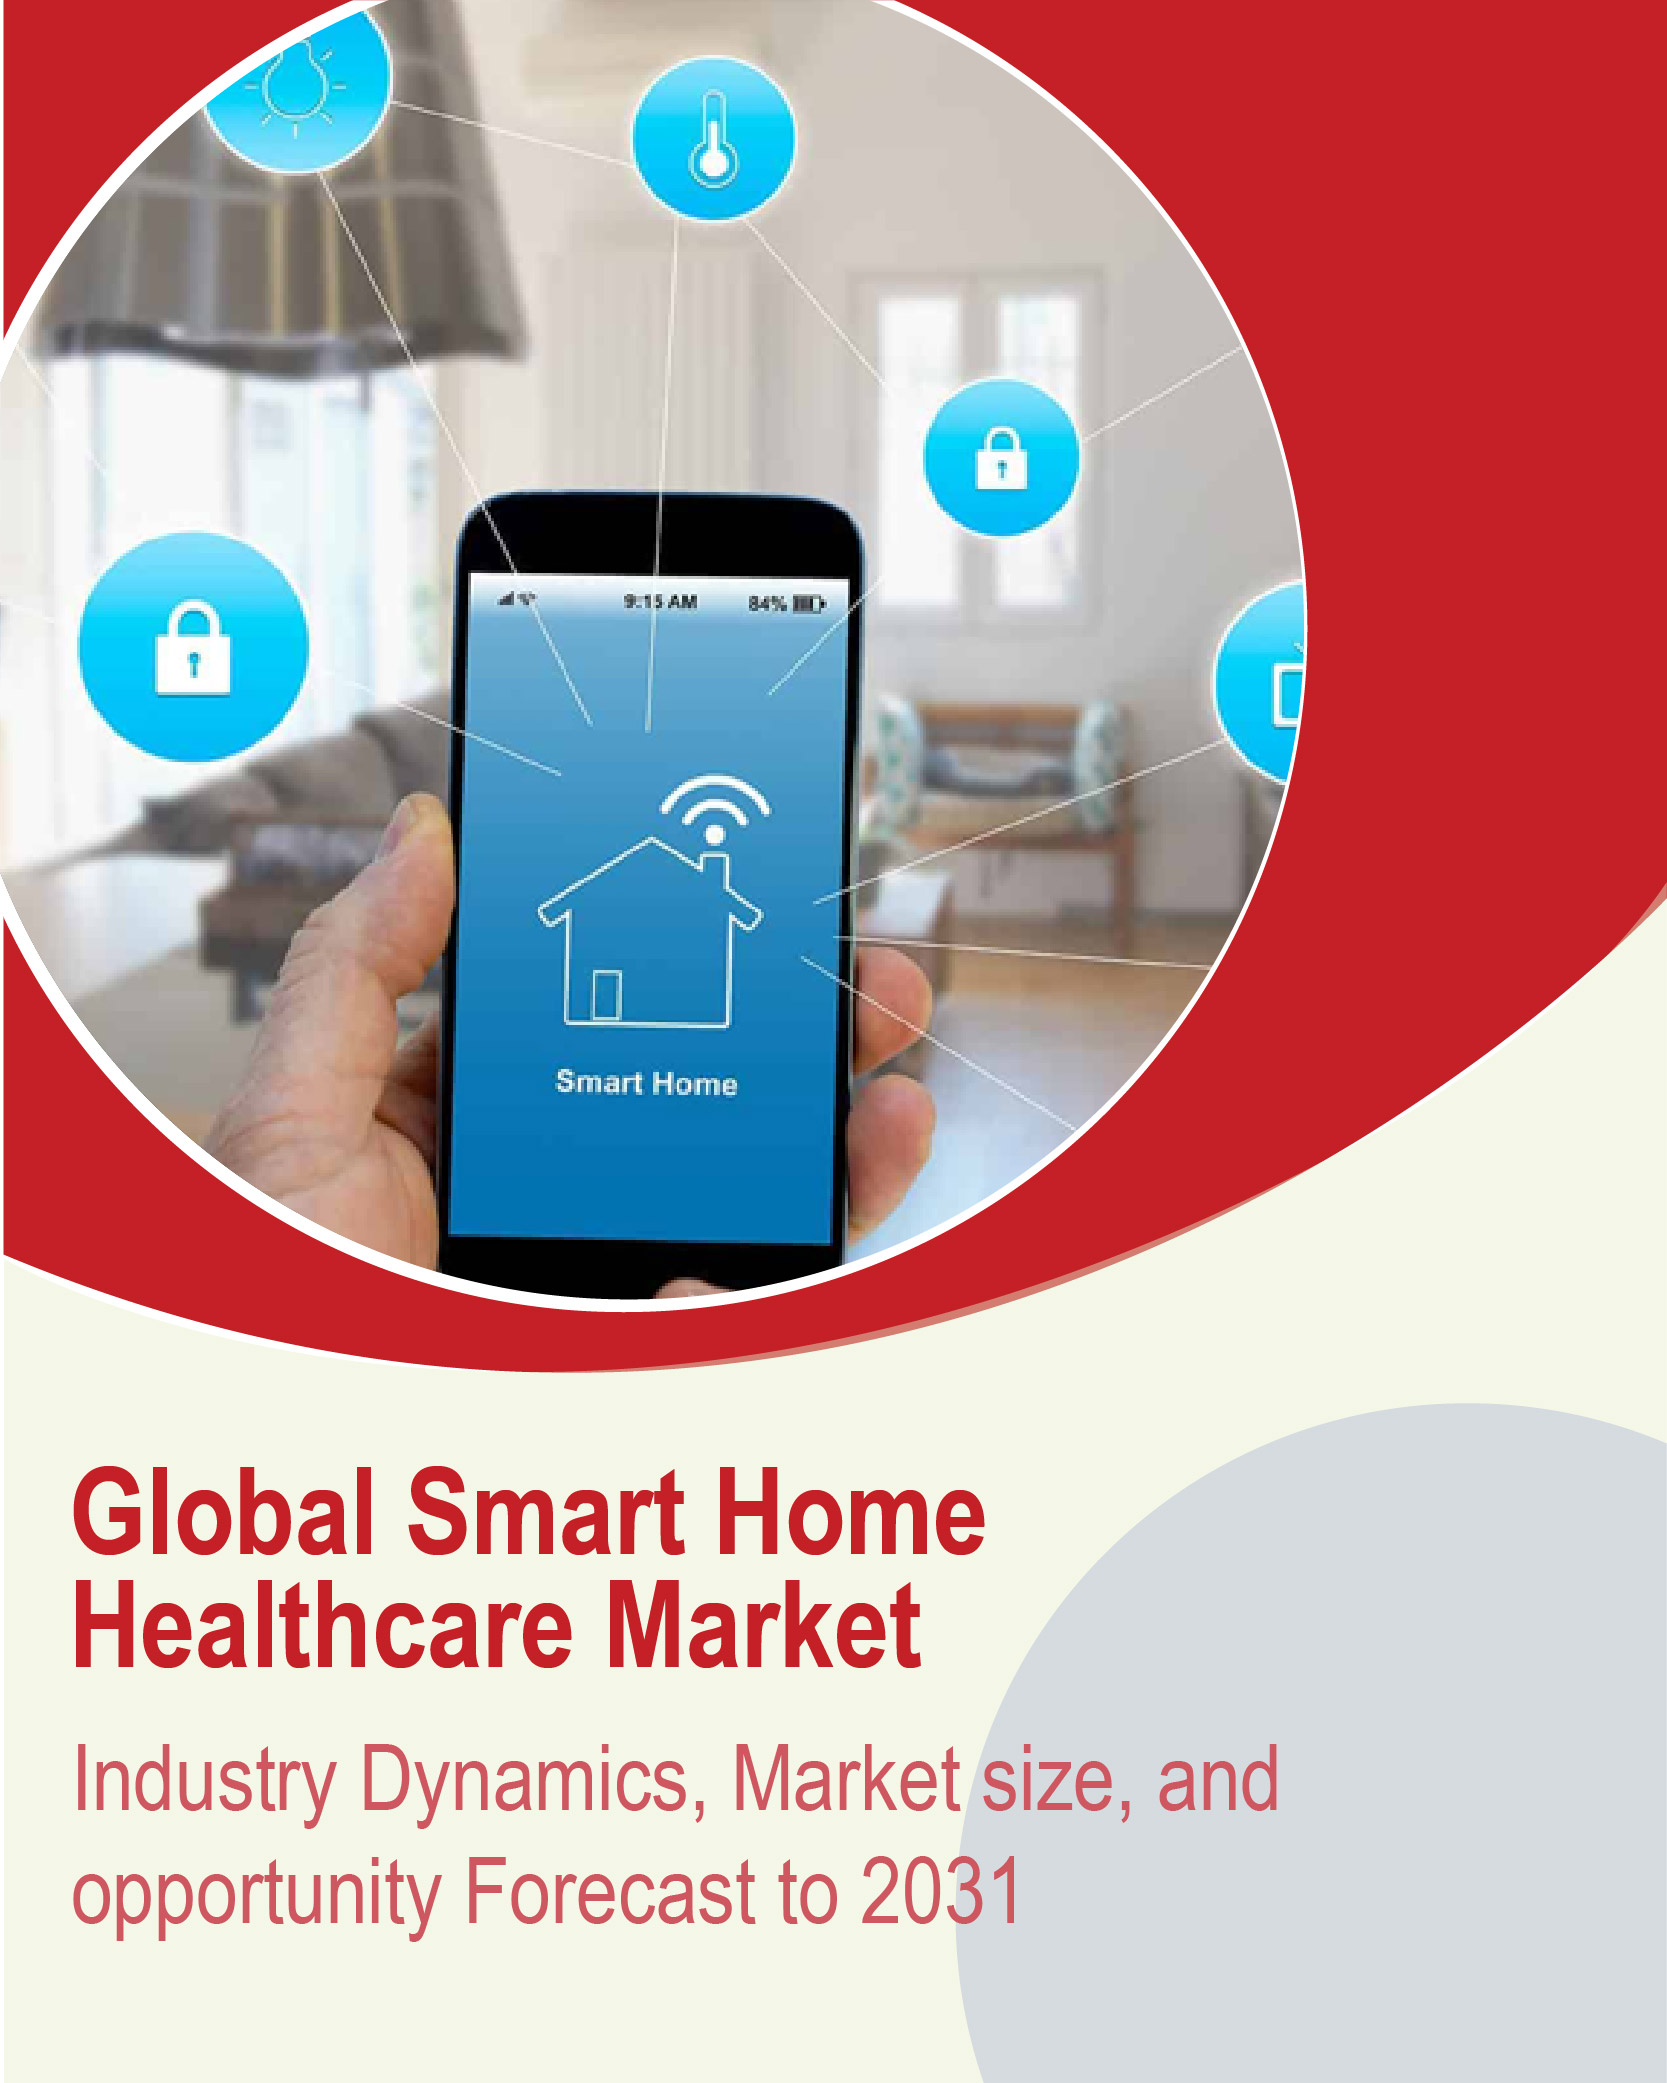 9:15 AM
84%
Smart Home
Global Smart Home
Healthcare Market
Industry Dynamics, Market size, and
opportunity Forecast to 2031